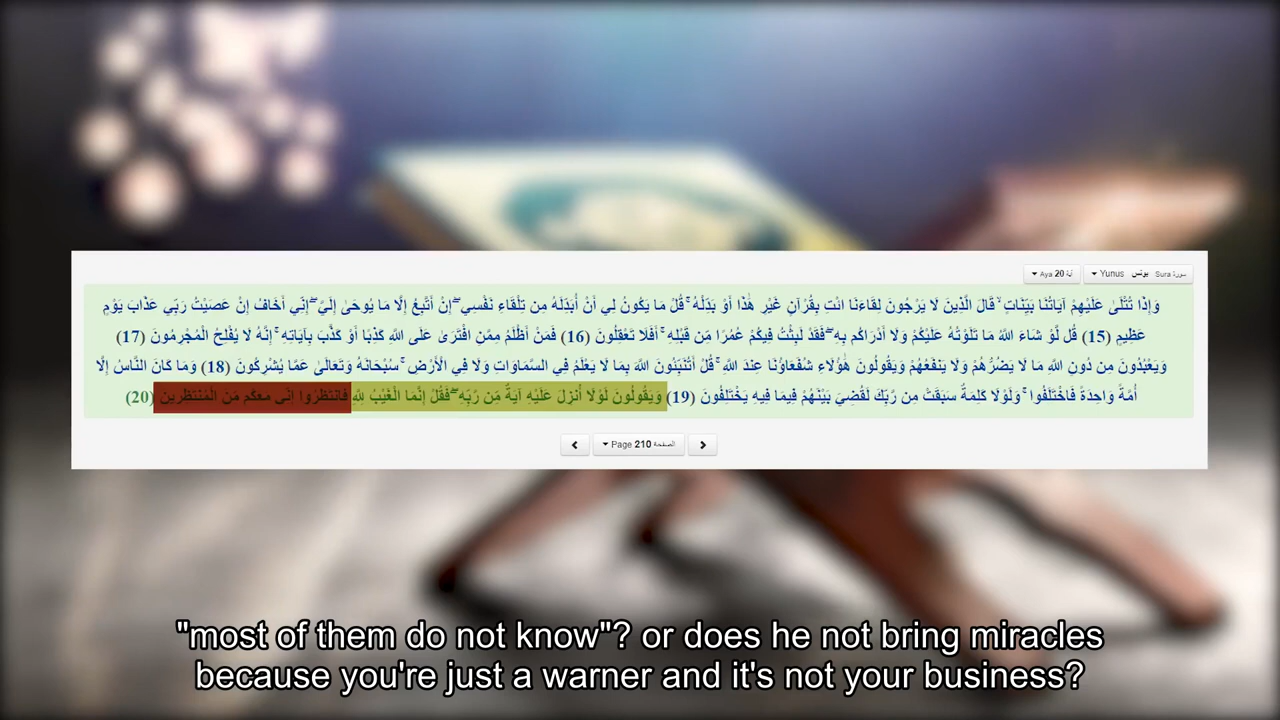 سورة Sura يونس Yunus
آية Aya 20
وَإِذَا تُتْلَىٰ عَلَيْهِمْ آيَاتُنَا بَيِّنَاتٍ ۙ قَالَ الَّذِينَ لَا يَرْجُونَ لِقَاءَنَا ائْتِ بِقُرْآنٍ غَيْرِ هَٰذَا أَوْ بَدِّلْهُ ۚ قُلْ مَا يَكُونُ لِي أَنْ أُبَدِّلَهُ مِن تِلْقَاءِ نَفْسِي ۖ إِنْ أَتَّبِعُ إِلَّا مَا يُوحَىٰ إِلَيَّ ۖ إِنِّي أَخَافُ إِنْ عَصَيْتُ رَبِّي عَذَابَ يَوْمٍ
عَظِيمٍ (15) قُل لَّوْ شَاءَ اللَّهُ مَا تَلَوْتُهُ عَلَيْكُمْ وَلَا أَدْرَاكُم بِهِ ۖ فَقَدْ لَبِثْتُ فِيكُمْ عُمُرًا مِّن قَبْلِهِ ۚ أَفَلَا تَعْقِلُونَ (16) فَمَنْ أَظْلَمُ مِمَّنِ افْتَرَىٰ عَلَى اللَّهِ كَذِبًا أَوْ كَذَّبَ بِآيَاتِهِ ۚ إِنَّهُ لَا يُفْلِحُ الْمُجْرِمُونَ (17)
وَيَعْبُدُونَ مِن دُونِ اللَّهِ مَا لَا يَضُرُّهُمْ وَلَا يَنفَعُهُمْ وَيَقُولُونَ هَٰؤُلَاءِ شُفَعَاؤُنَا عِندَ اللَّهِ ۚ قُلْ أَتُنَبِّئُونَ اللَّهَ بِمَا لَا يَعْلَمُ فِي السَّمَاوَاتِ وَلَا فِي الْأَرْضِ ۚ سُبْحَانَهُ وَتَعَالَىٰ عَمَّا يُشْرِكُونَ (18) وَمَا كَانَ النَّاسُ إِلَّا
أُمَّةً وَاحِدَةً فَاخْتَلَفُوا ۚ وَلَوْلَا كَلِمَةٌ سَبَقَتْ مِن رَّبِّكَ لَقُضِيَ بَيْنَهُمْ فِيمَا فِيهِ يَخْتَلِفُونَ (19) وَيَقُولُونَ لَوْلَا أُنزِلَ عَلَيْهِ آيَةٌ مِّن رَّبِّهِ ۖ فَقُلْ إِنَّمَا الْغَيْبُ لِلَّهِ فَانتَظِرُوا إِنِّي مَعَكُم مِّنَ الْمُنتَظِرِينَ (20)
الصفحة Page 210
"most of them do not know"? or does he not bring miracles
because you're just a warner and it's not your business?